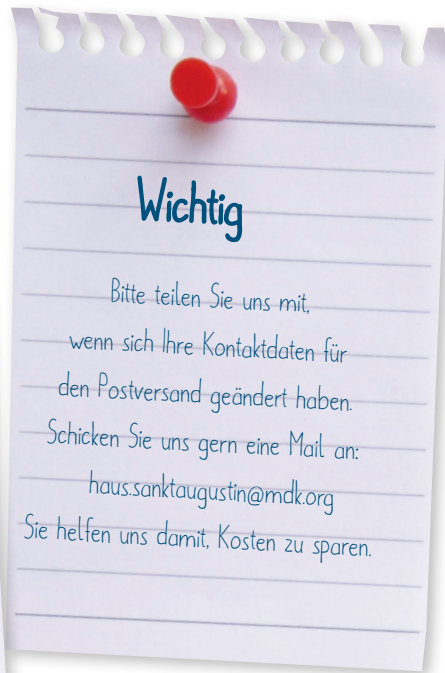 Wichtig
Bitte teilen Sie uns mit,
wenn sich Ihre Kontaktdaten für
den Postversand geändert haben.
Schicken Sie uns gern eine Mail an:
haus.sanktaugustin@mdk.org
Sie helfen uns damit, Kosten zu sparen.